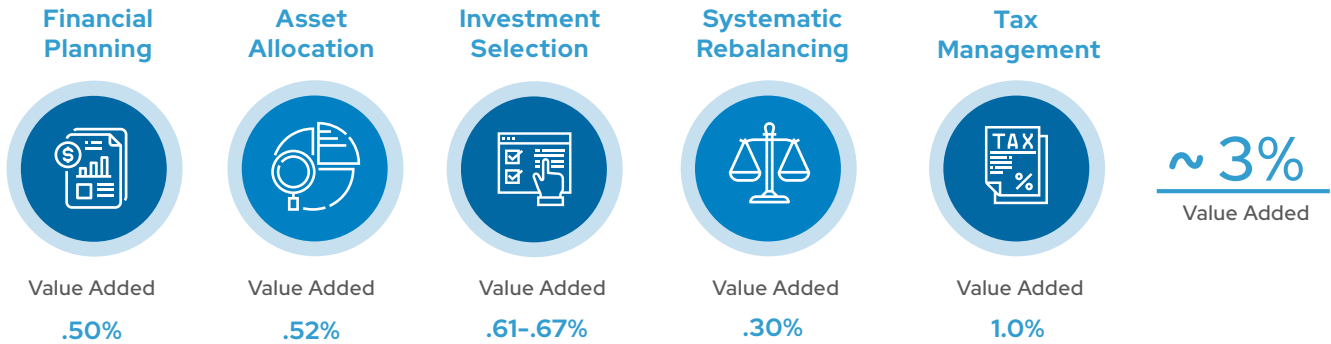 Financial
Planning
Asset
Allocation
Investment
Selection
Systematic
Rebalancing
Tax
Management
$
TAX
%
~ 3%
Value Added
Value Added
.50%
Value Added
.52%
Value Added
.61-.67%
Value Added
.30%
Value Added
1.0%